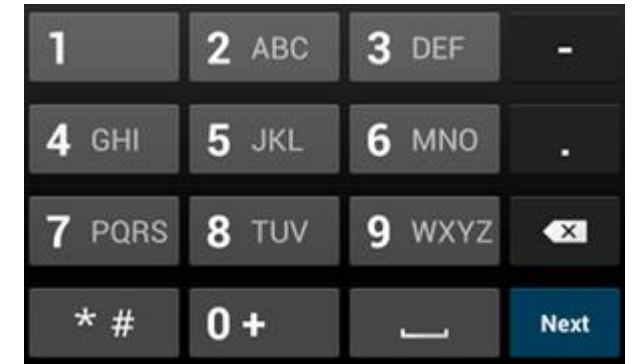 1 2 ABC 3 DEF -
4 GHI 5 JKL 6 MNO .
7 PQRS 8 TUV 9 WXYZ
* # 0 + Next